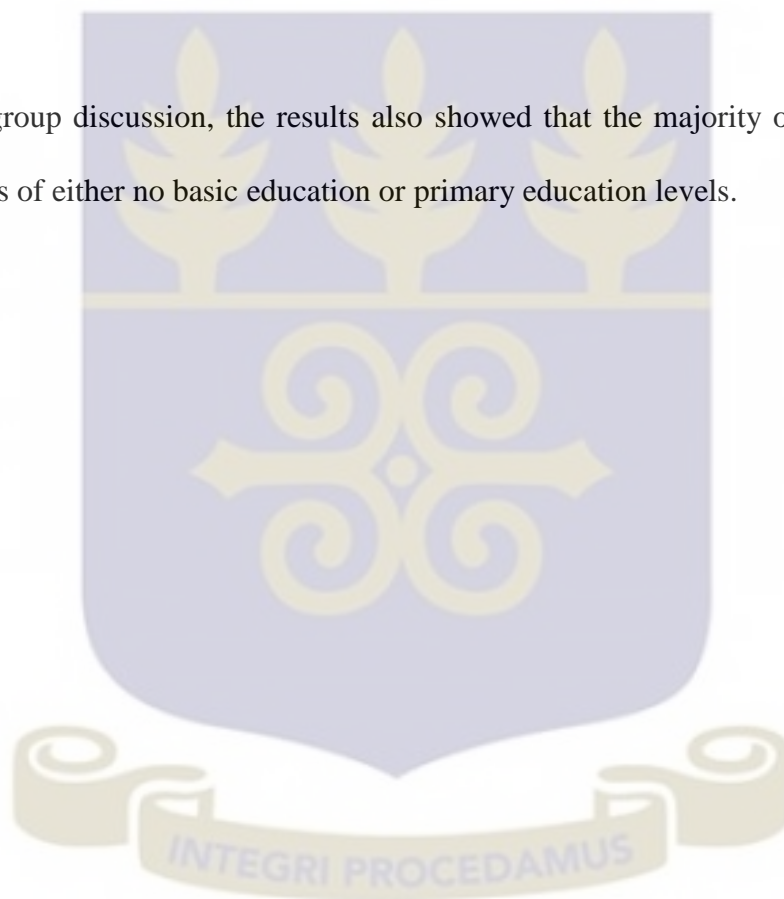 group discussion, the results also showed that the majority
of either no basic education or primary education levels.
INTEGRI PROCEDAMUS